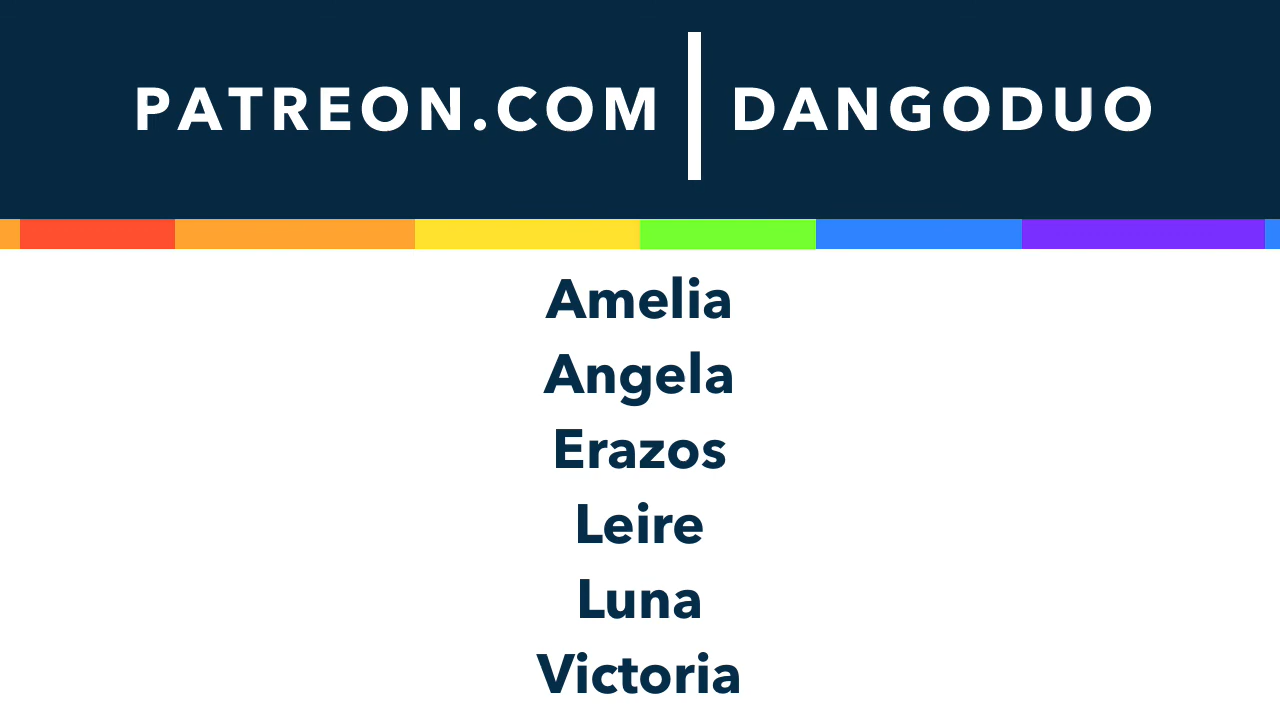 PATREON.COM | DANGODUO
Amelia
Angela
Erazos
Leire
Luna
Victoria